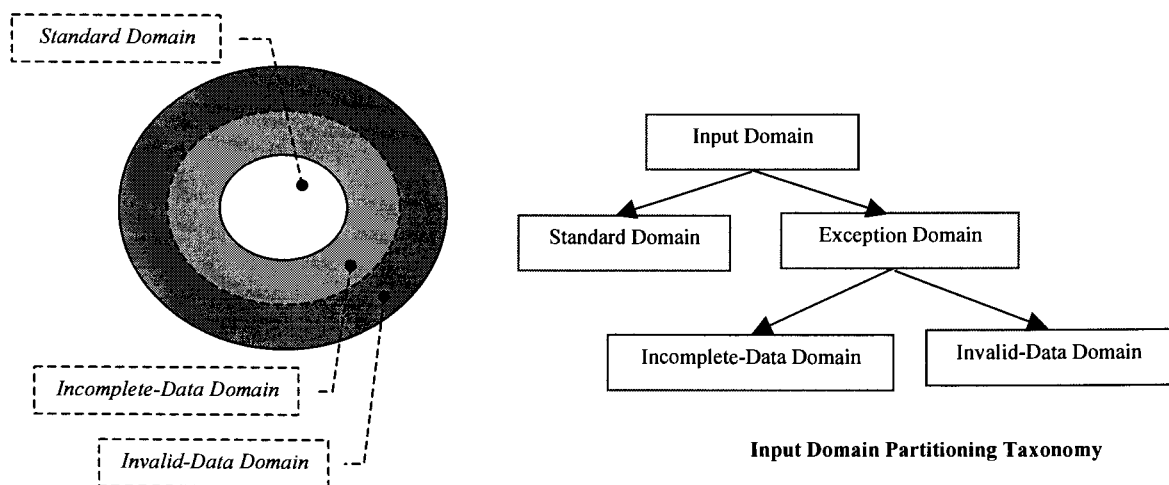 Standard Domain
Incomplete-Data Domain
Invalid-Data Domain
Input Domain
Standard Domain
Exception Domain
Incomplete-Data Domain
Invalid-Data Domain
Input Domain Partitioning Taxonomy